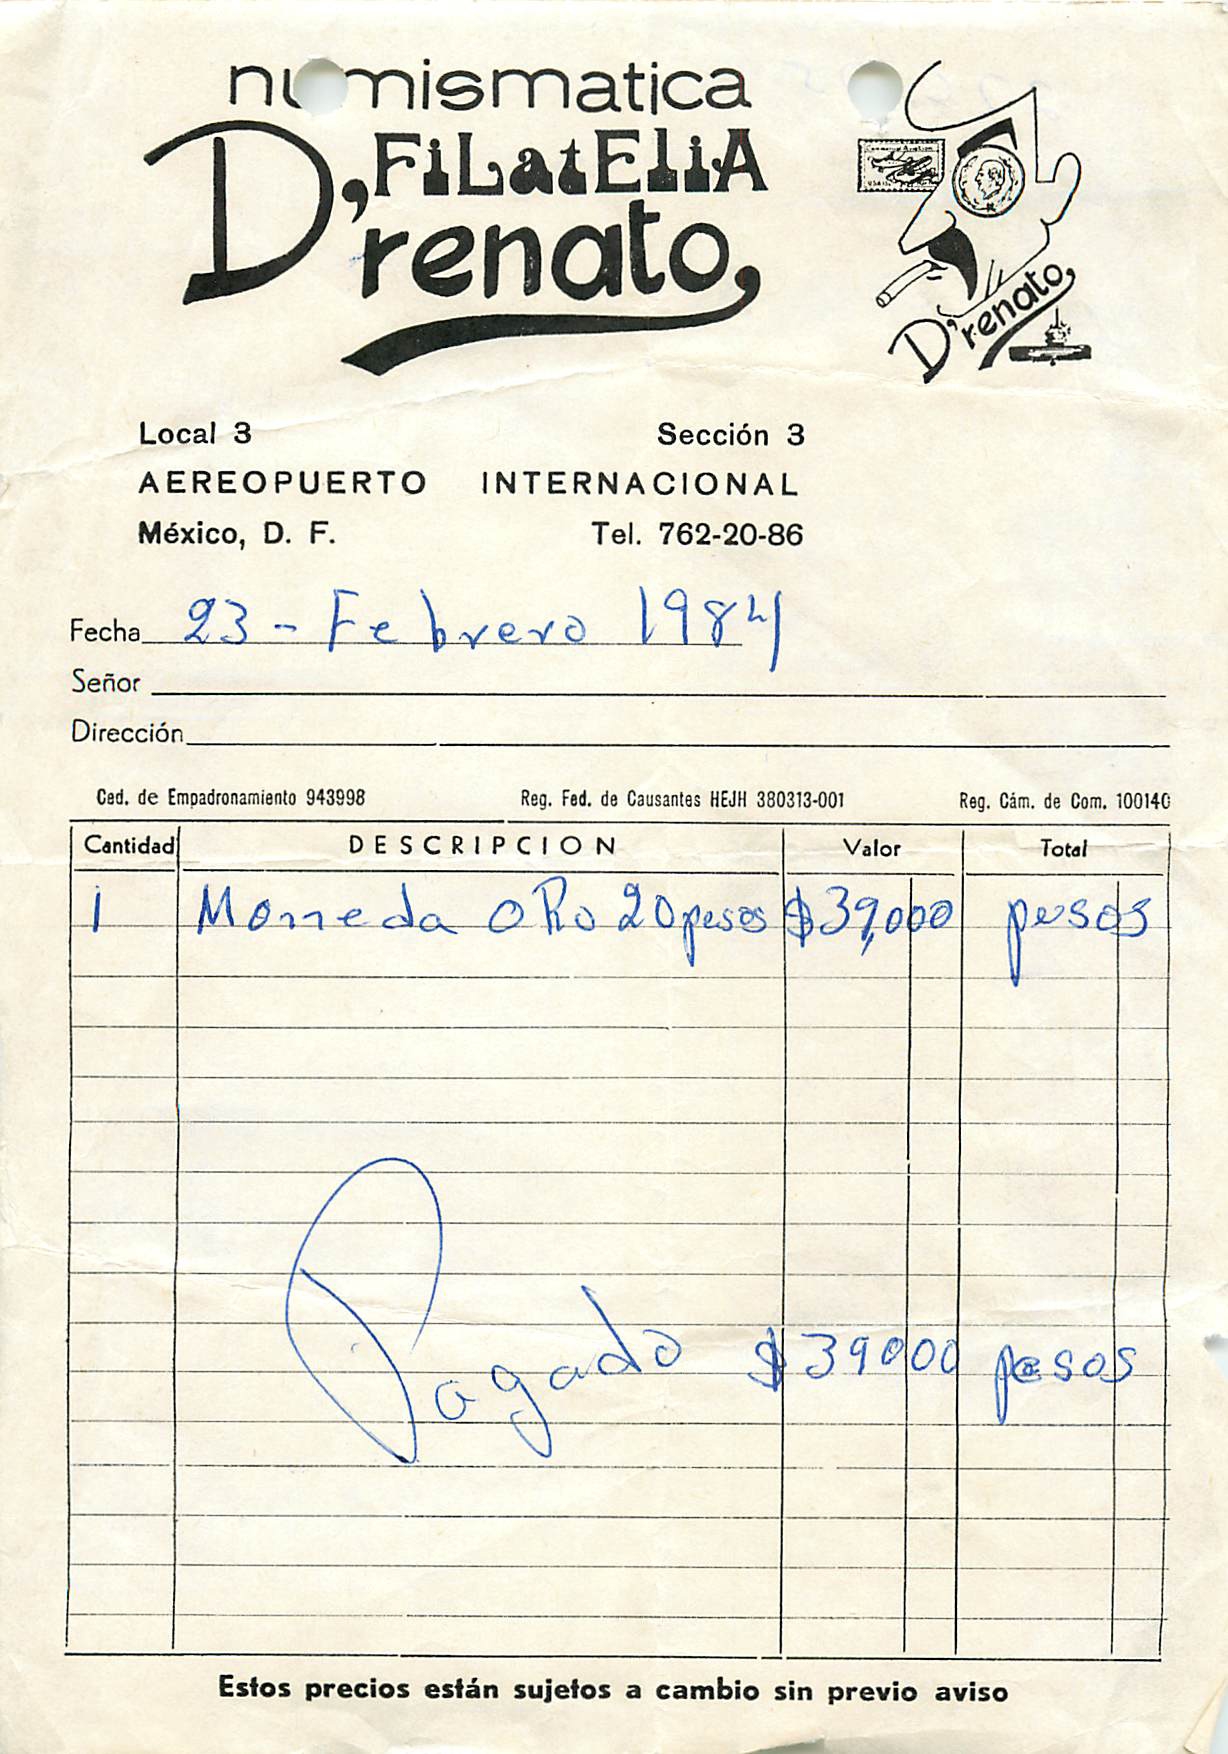 numismatica
FiLatELiA
D'renato,
D'renato,
Local 3 Sección 3
AEREOPUERTO INTERNACIONAL
México, D. F. Tel. 762-20-86
Fecha 23 - Febrero 1984
Señor
Dirección
Ced. de Empadronamiento 943998 Reg. Fed. de Causantes HEJH 380313-001 Reg. Cám. de Com. 100140
Cantidad DESCRIPCION Valor Total
1 Moneda oRo 20 pesos $39,000 pesos
Pagado $39000 pesos
Estos precios están sujetos a cambio sin previo aviso